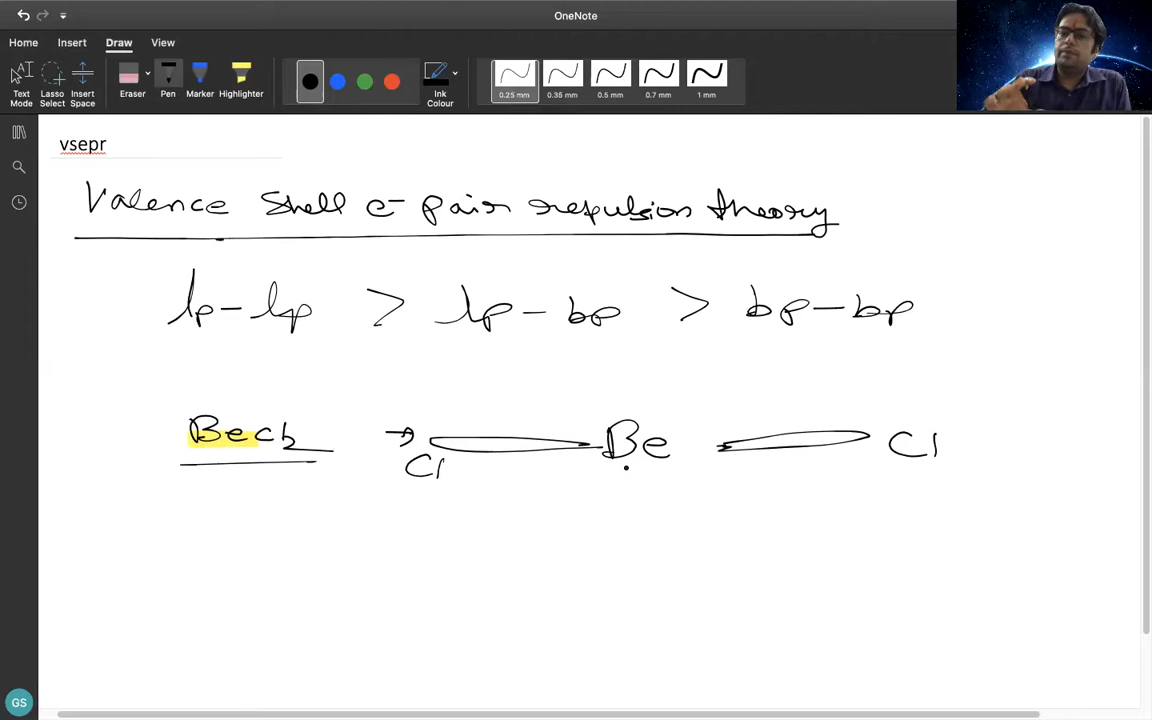 OneNote
Home Insert Draw View
Text Mode Lasso Select Insert Space Eraser Pen Marker Highlighter Ink Colour 0.25 mm 0.35 mm 0.5 mm 0.7 mm 1 mm
vsepr
Valence Shell e- pair repulsion theory
lp - lp > lp - bp > bp - bp
BeCl2 → Cl Be Cl
GS